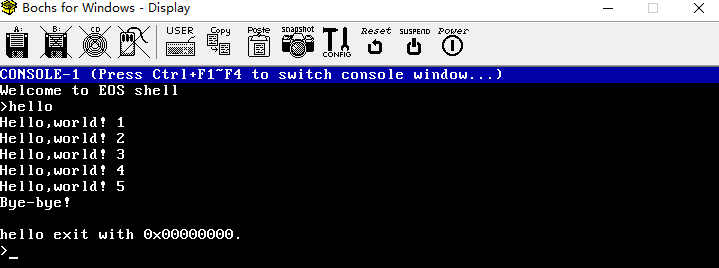 Bochs for Windows - Display
A: B: CD USER Copy Paste snapshot CONFIG Reset SUSPEND Power
CONSOLE-1 (Press Ctrl+F1~F4 to switch console window...)
Welcome to EOS shell
>hello
Hello,world! 1
Hello,world! 2
Hello,world! 3
Hello,world! 4
Hello,world! 5
Bye-bye!
hello exit with 0x00000000.
>_